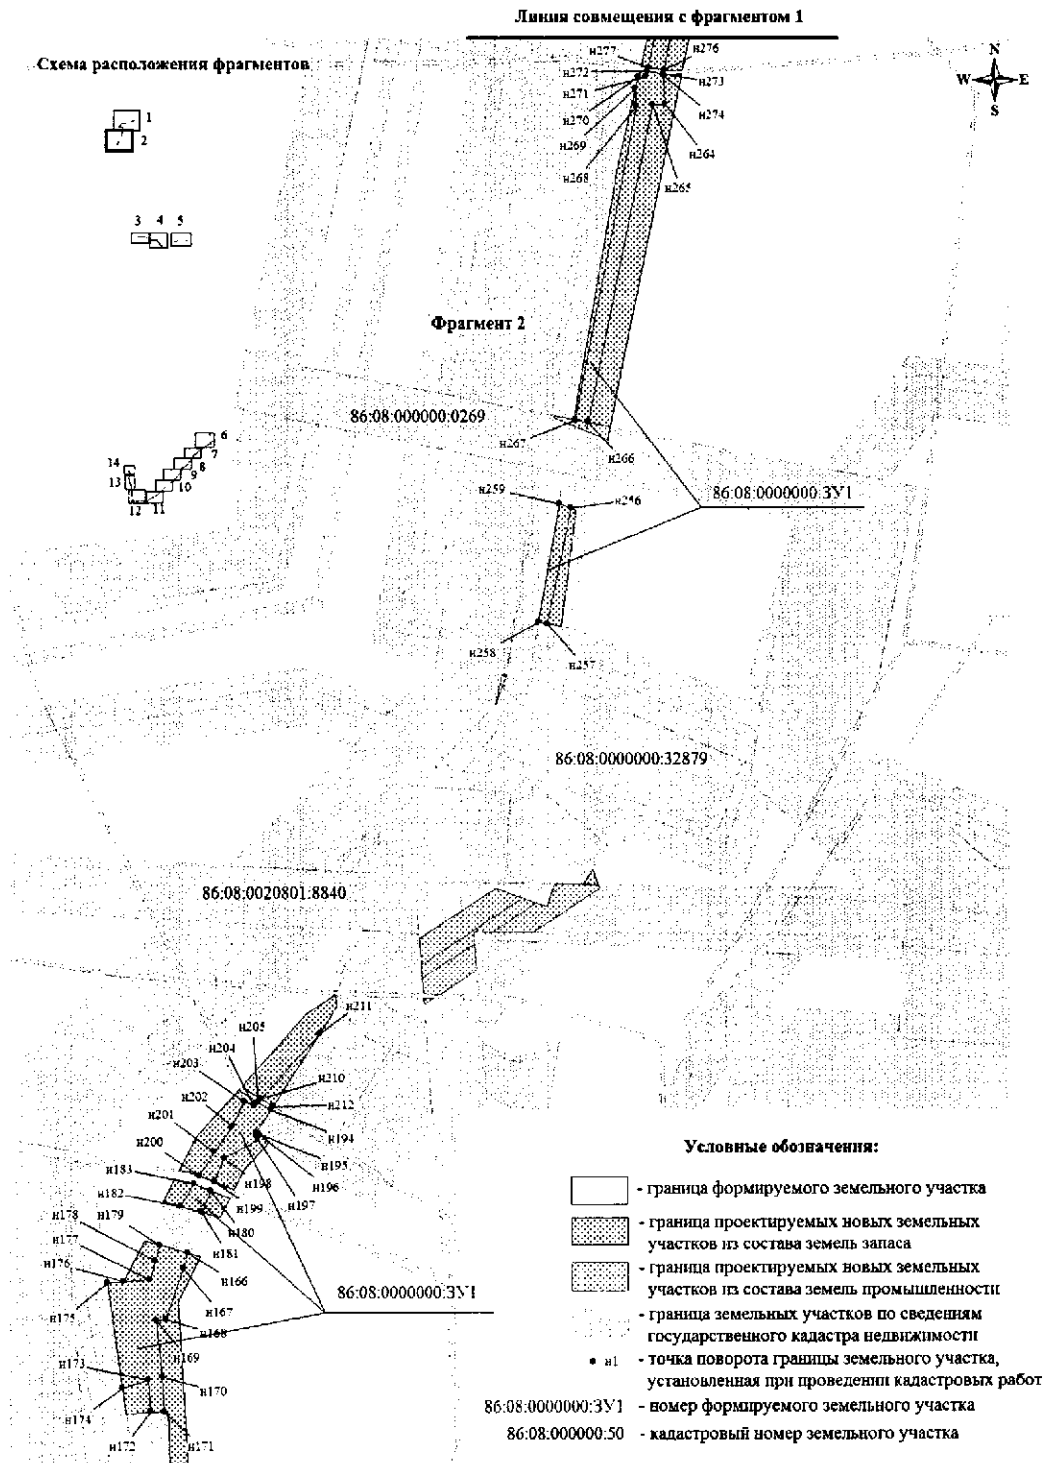 Линия совмещения с фрагментом 1
Схема расположения фрагментов
N
W
E
S
1
2
3
4
5
6
7
8
9
10
11
12
13
14
н277
н276
н272
н273
н271
н274
н270
н269
н264
н268
н265
Фрагмент 2
86:08:000000:0269
н267
н266
86:08:0000000:ЗУ1
н259
н256
н258
н257
86:08:0000000:32879
86:08:0020801:8840
н211
н205
н204
н203
н210
н202
н212
н201
н194
н200
н195
н183
н196
н198
н197
н182
н199
н178
н179
н180
н177
н181
н176
н166
н175
н167
86:08:0000000:ЗУ1
н168
н173
н169
н170
н174
н172
н171
Условные обозначения:
- граница формируемого земельного участка
- граница проектируемых новых земельных
участков из состава земель запаса
- граница проектируемых новых земельных
участков из состава земель промышленности
- граница земельных участков по сведениям
государственного кадастра недвижимости
• н1 - точка поворота границы земельного участка,
установленная при проведении кадастровых работ
86:08:0000000:ЗУ1 - номер формируемого земельного участка
86:08:000000:50 - кадастровый номер земельного участка